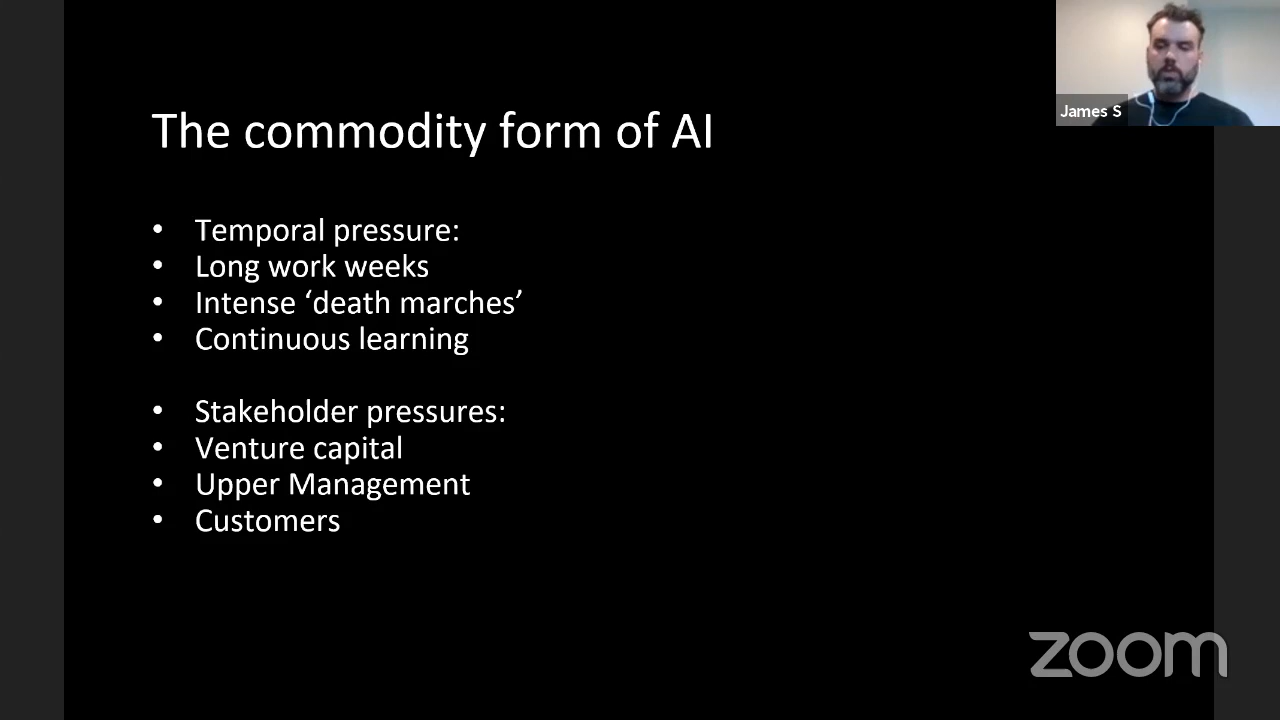 The commodity form of AI
• Temporal pressure:
• Long work weeks
• Intense ‘death marches’
• Continuous learning
• Stakeholder pressures:
• Venture capital
• Upper Management
• Customers
James S
zoom